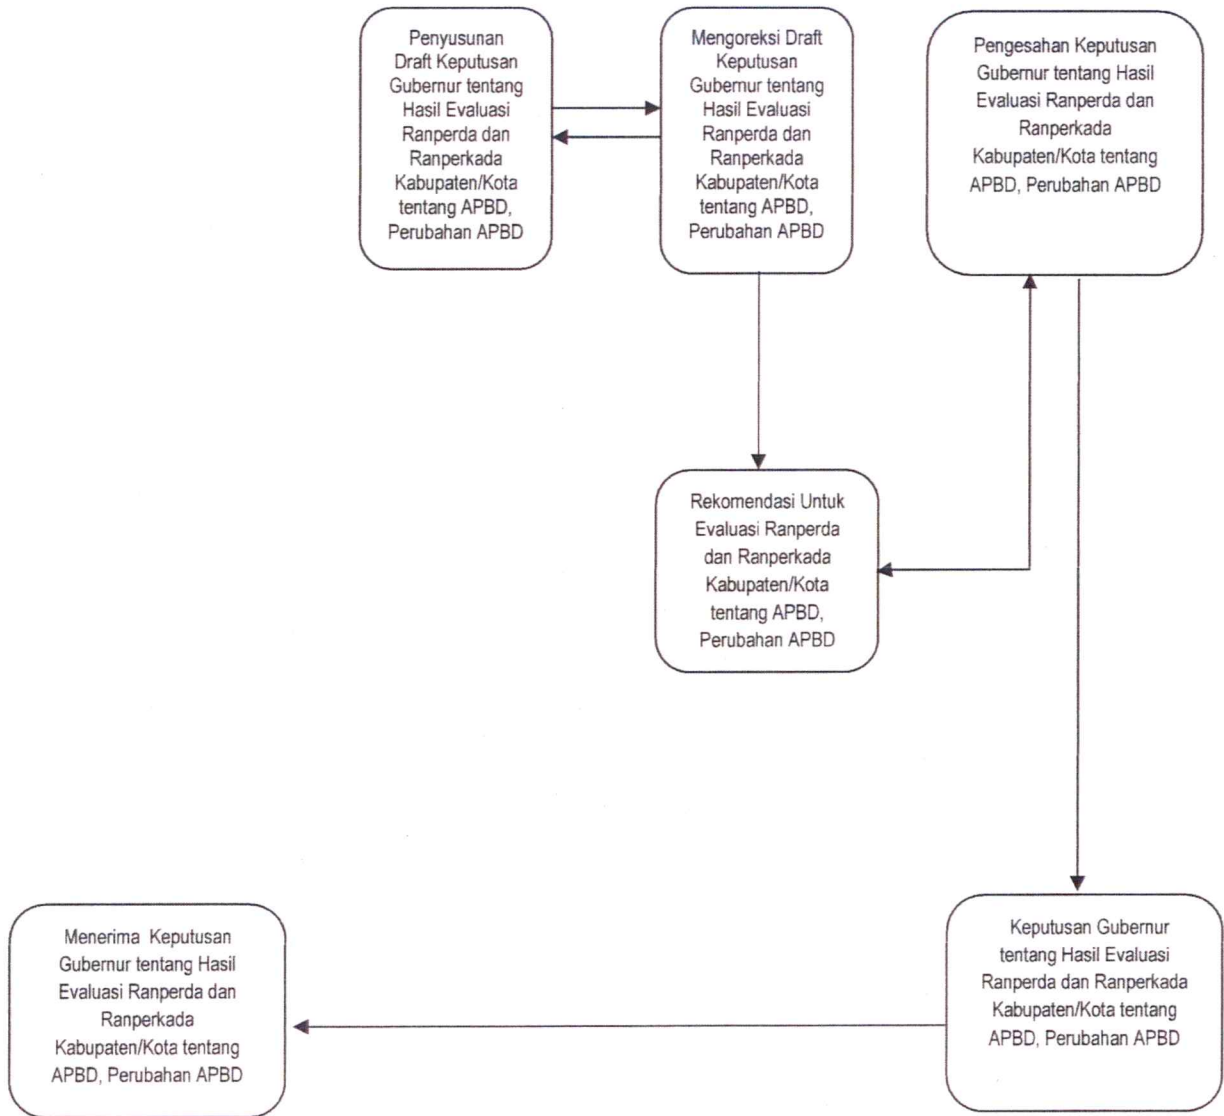 Penyusunan
Draft Keputusan
Gubernur tentang
Hasil Evaluasi
Ranperda dan
Ranperkada
Kabupaten/Kota
tentang APBD,
Perubahan APBD
Mengoreksi Draft
Keputusan
Gubernur tentang
Hasil Evaluasi
Ranperda dan
Ranperkada
Kabupaten/Kota
tentang APBD,
Perubahan APBD
Pengesahan Keputusan
Gubernur tentang Hasil
Evaluasi Ranperda dan
Ranperkada
Kabupaten/Kota tentang
APBD, Perubahan APBD
Rekomendasi Untuk
Evaluasi Ranperda
dan Ranperkada
Kabupaten/Kota
tentang APBD,
Perubahan APBD
Menerima Keputusan
Gubernur tentang Hasil
Evaluasi Ranperda dan
Ranperkada
Kabupaten/Kota tentang
APBD, Perubahan APBD
Keputusan Gubernur
tentang Hasil Evaluasi
Ranperda dan Ranperkada
Kabupaten/Kota tentang
APBD, Perubahan APBD